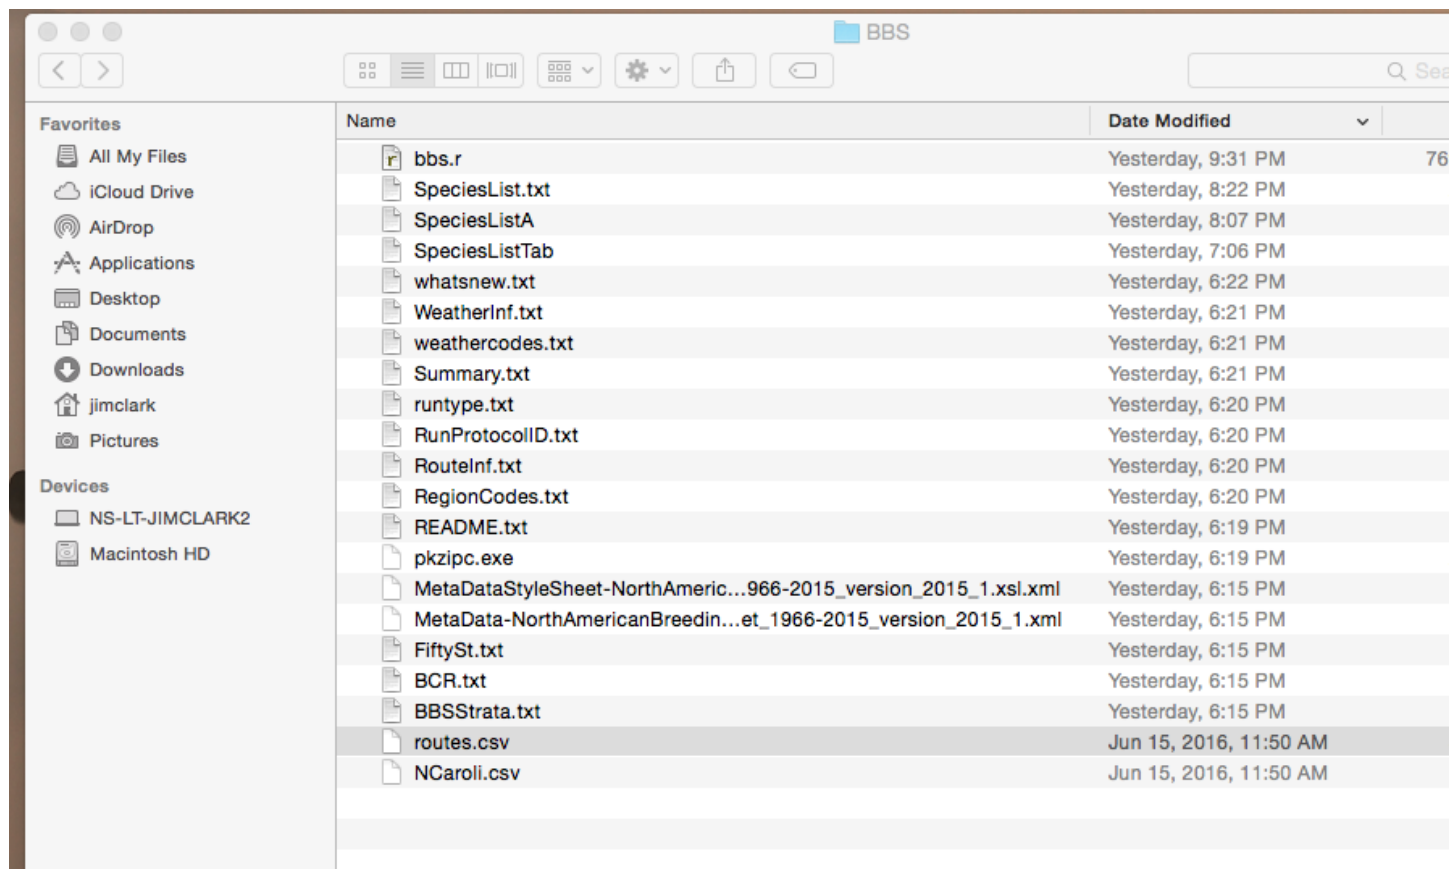 BBS
Sea
Favorites
All My Files
iCloud Drive
AirDrop
Applications
Desktop
Documents
Downloads
jimclark
Pictures
Devices
NS-LT-JIMCLARK2
Macintosh HD
Name Date Modified
bbs.r Yesterday, 9:31 PM 76
SpeciesList.txt Yesterday, 8:22 PM
SpeciesListA Yesterday, 8:07 PM
SpeciesListTab Yesterday, 7:06 PM
whatsnew.txt Yesterday, 6:22 PM
WeatherInf.txt Yesterday, 6:21 PM
weathercodes.txt Yesterday, 6:21 PM
Summary.txt Yesterday, 6:21 PM
runtype.txt Yesterday, 6:20 PM
RunProtocolID.txt Yesterday, 6:20 PM
RouteInf.txt Yesterday, 6:20 PM
RegionCodes.txt Yesterday, 6:20 PM
README.txt Yesterday, 6:19 PM
pkzipc.exe Yesterday, 6:19 PM
MetaDataStyleSheet-NorthAmeric...966-2015_version_2015_1.xsl.xml Yesterday, 6:15 PM
MetaData-NorthAmericanBreedin...et_1966-2015_version_2015_1.xml Yesterday, 6:15 PM
FiftySt.txt Yesterday, 6:15 PM
BCR.txt Yesterday, 6:15 PM
BBSStrata.txt Yesterday, 6:15 PM
routes.csv Jun 15, 2016, 11:50 AM
NCaroli.csv Jun 15, 2016, 11:50 AM